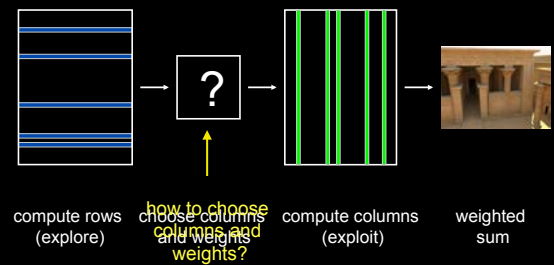 ?
compute rows
(explore)
choose columns
and weights
how to choose
columns and
weights?
compute columns
(exploit)
weighted
sum